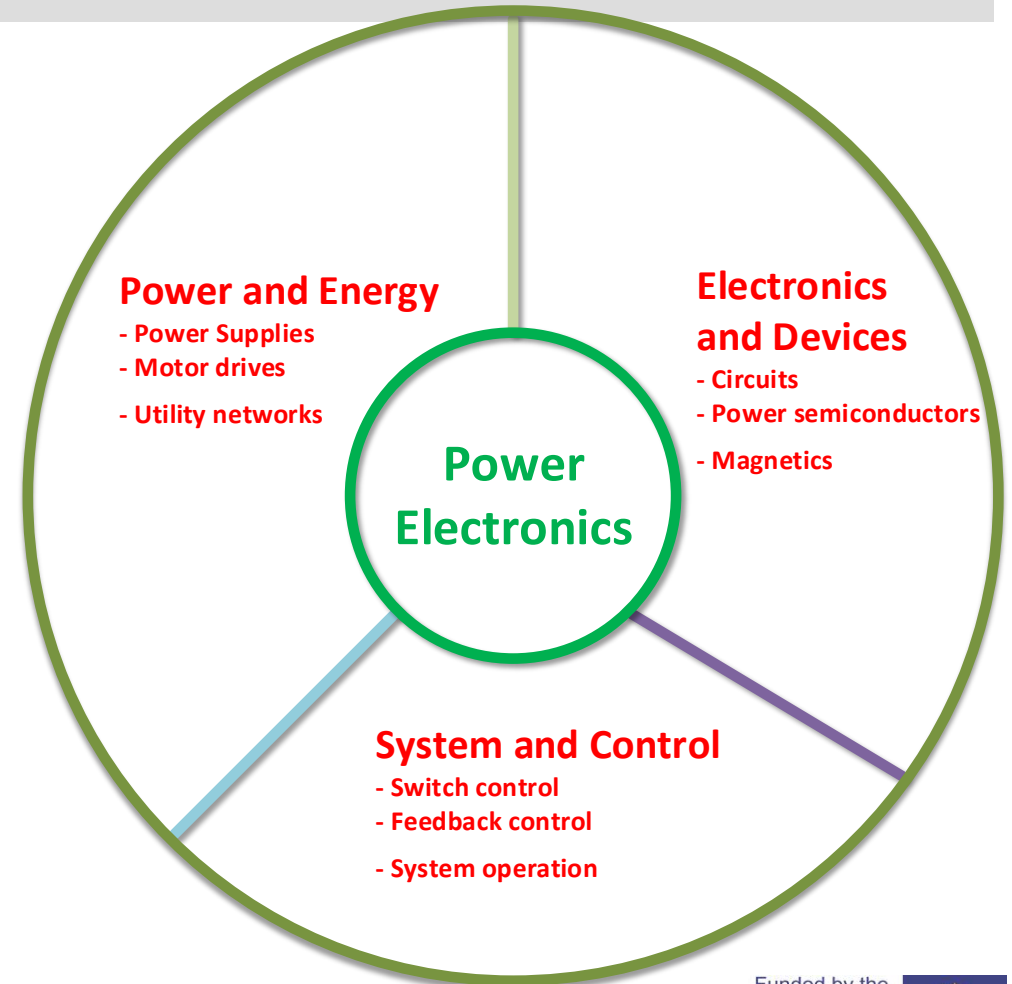 Power and Energy
- Power Supplies
- Motor drives
- Utility networks
Electronics
and Devices
- Circuits
- Power semiconductors
- Magnetics
Power
Electronics
System and Control
- Switch control
- Feedback control
- System operation
Funded by the